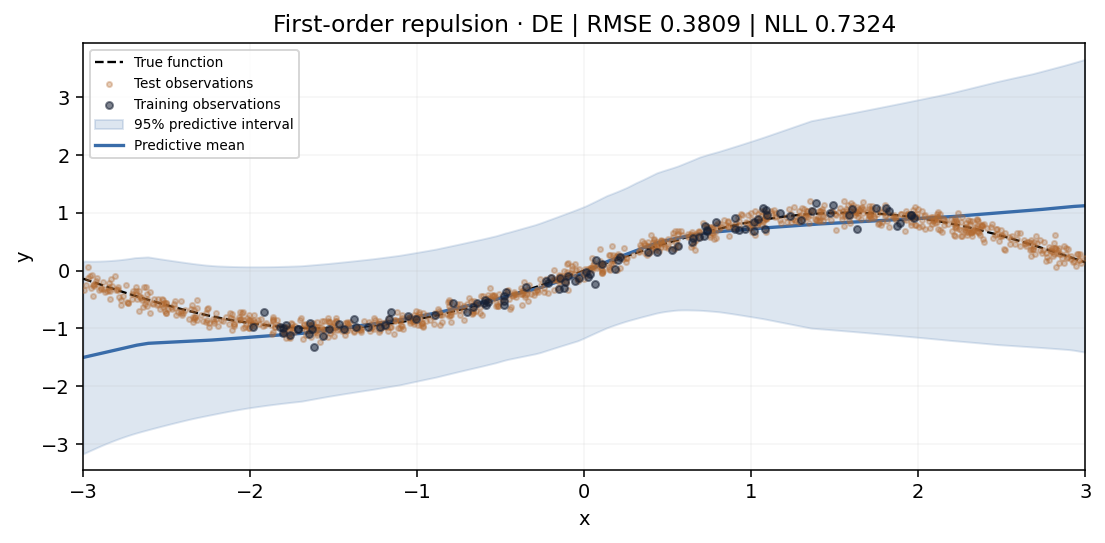 First-order repulsion · DE | RMSE 0.3809 | NLL 0.7324
True function
Test observations
Training observations
95% predictive interval
Predictive mean
3
2
1
0
−1
−2
−3
y
−3
−2
−1
0
1
2
3
x